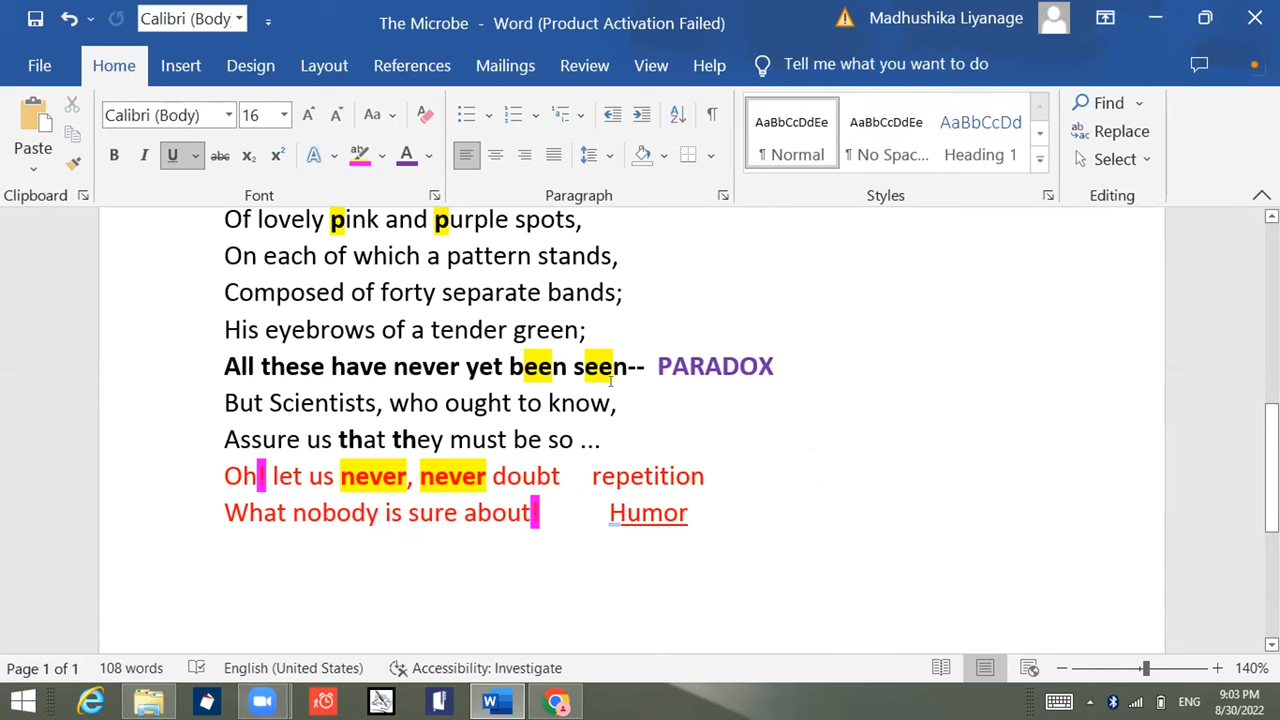 Calibri (Body
The Microbe - Word (Product Activation Failed)
Madhushika Liyanage
File Home Insert Design Layout References Mailings Review View Help Tell me what you want to do
Paste
Calibri (Body) 16
AaBbCcDdEe AaBbCcDdEe AaBbCcDd
¶ Normal ¶ No Spac... Heading 1
Find
Replace
Select
Clipboard Font Paragraph Styles Editing
Of lovely pink and purple spots,
On each of which a pattern stands,
Composed of forty separate bands;
His eyebrows of a tender green;
All these have never yet been seen-- PARADOX
But Scientists, who ought to know,
Assure us that they must be so ...
Oh! let us never, never doubt repetition
What nobody is sure about! Humor
Page 1 of 1 108 words English (United States) Accessibility: Investigate 140%
ENG
9:03 PM
8/30/2022